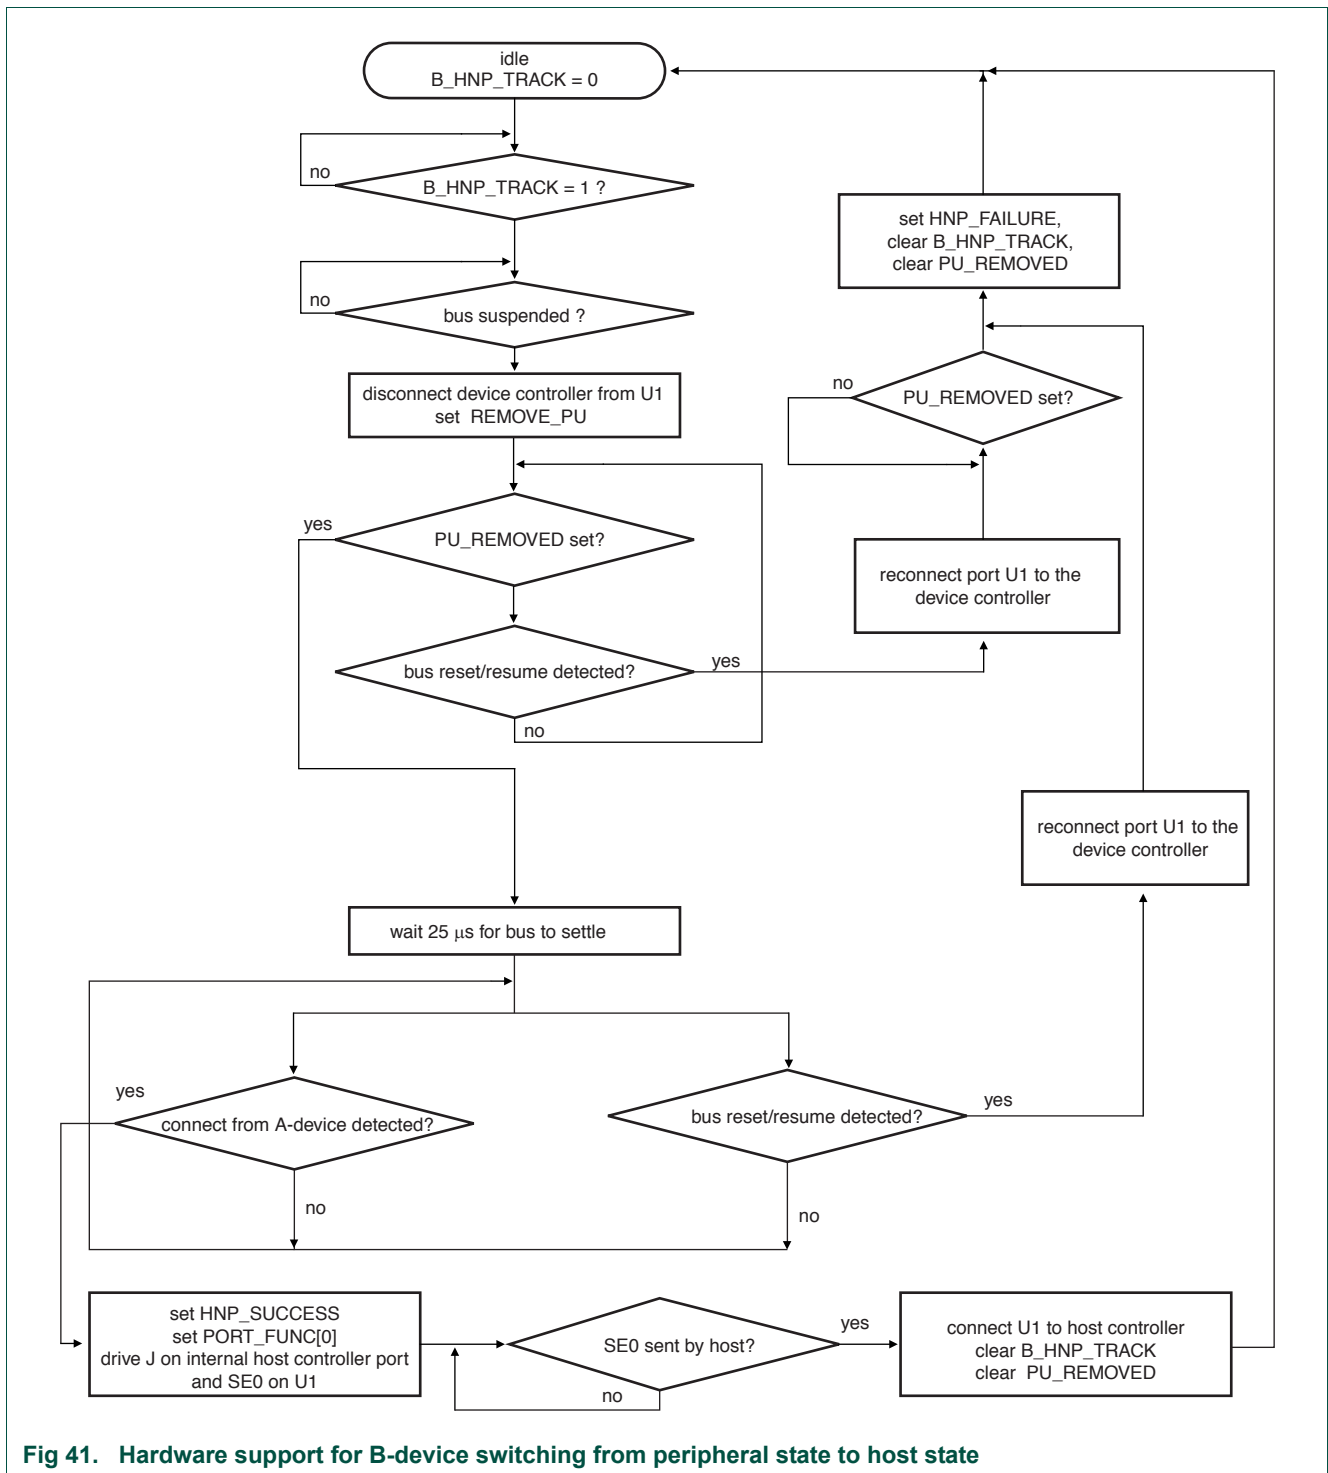 idle
B_HNP_TRACK = 0
no
B_HNP_TRACK = 1 ?
no
bus suspended ?
disconnect device controller from U1
set REMOVE_PU
yes
PU_REMOVED set?
bus reset/resume detected?
yes
no
set HNP_FAILURE,
clear B_HNP_TRACK,
clear PU_REMOVED
no
PU_REMOVED set?
reconnect port U1 to the
device controller
reconnect port U1 to the
device controller
wait 25 μs for bus to settle
yes
connect from A-device detected?
no
bus reset/resume detected?
yes
no
set HNP_SUCCESS
set PORT_FUNC[0]
drive J on internal host controller port
and SE0 on U1
SE0 sent by host?
yes
no
connect U1 to host controller
clear B_HNP_TRACK
clear PU_REMOVED
Fig 41. Hardware support for B-device switching from peripheral state to host state